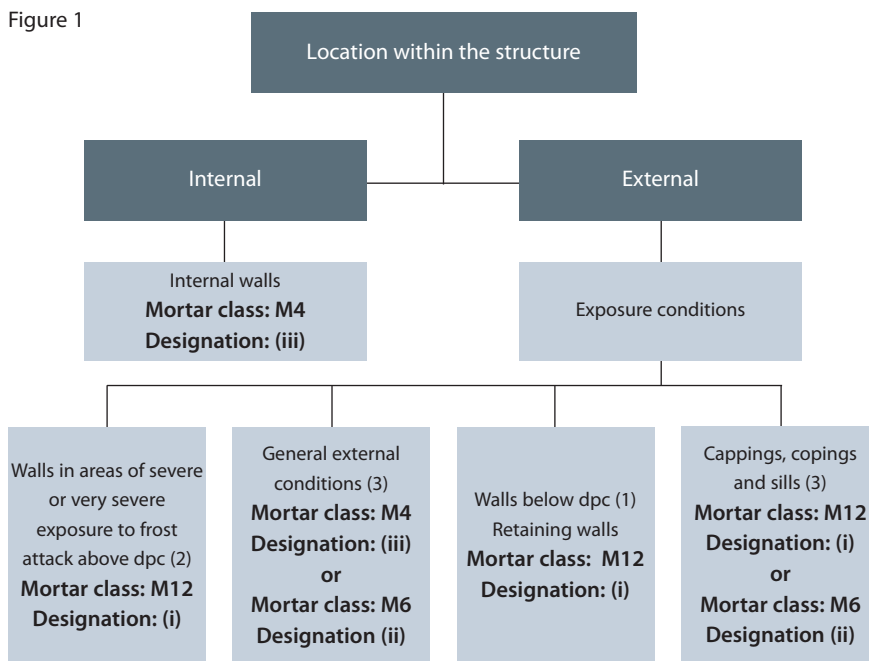 Figure 1
Location within the structure
Internal
External
Internal walls
Mortar class: M4
Designation: (iii)
Exposure conditions
Walls in areas of severe
or very severe
exposure to frost
attack above dpc (2)
Mortar class: M12
Designation: (i)
General external
conditions (3)
Mortar class: M4
Designation: (iii)
or
Mortar class: M6
Designation (ii)
Walls below dpc (1)
Retaining walls
Mortar class: M12
Designation: (i)
Cappings, copings
and sills (3)
Mortar class: M12
Designation: (i)
or
Mortar class: M6
Designation (ii)